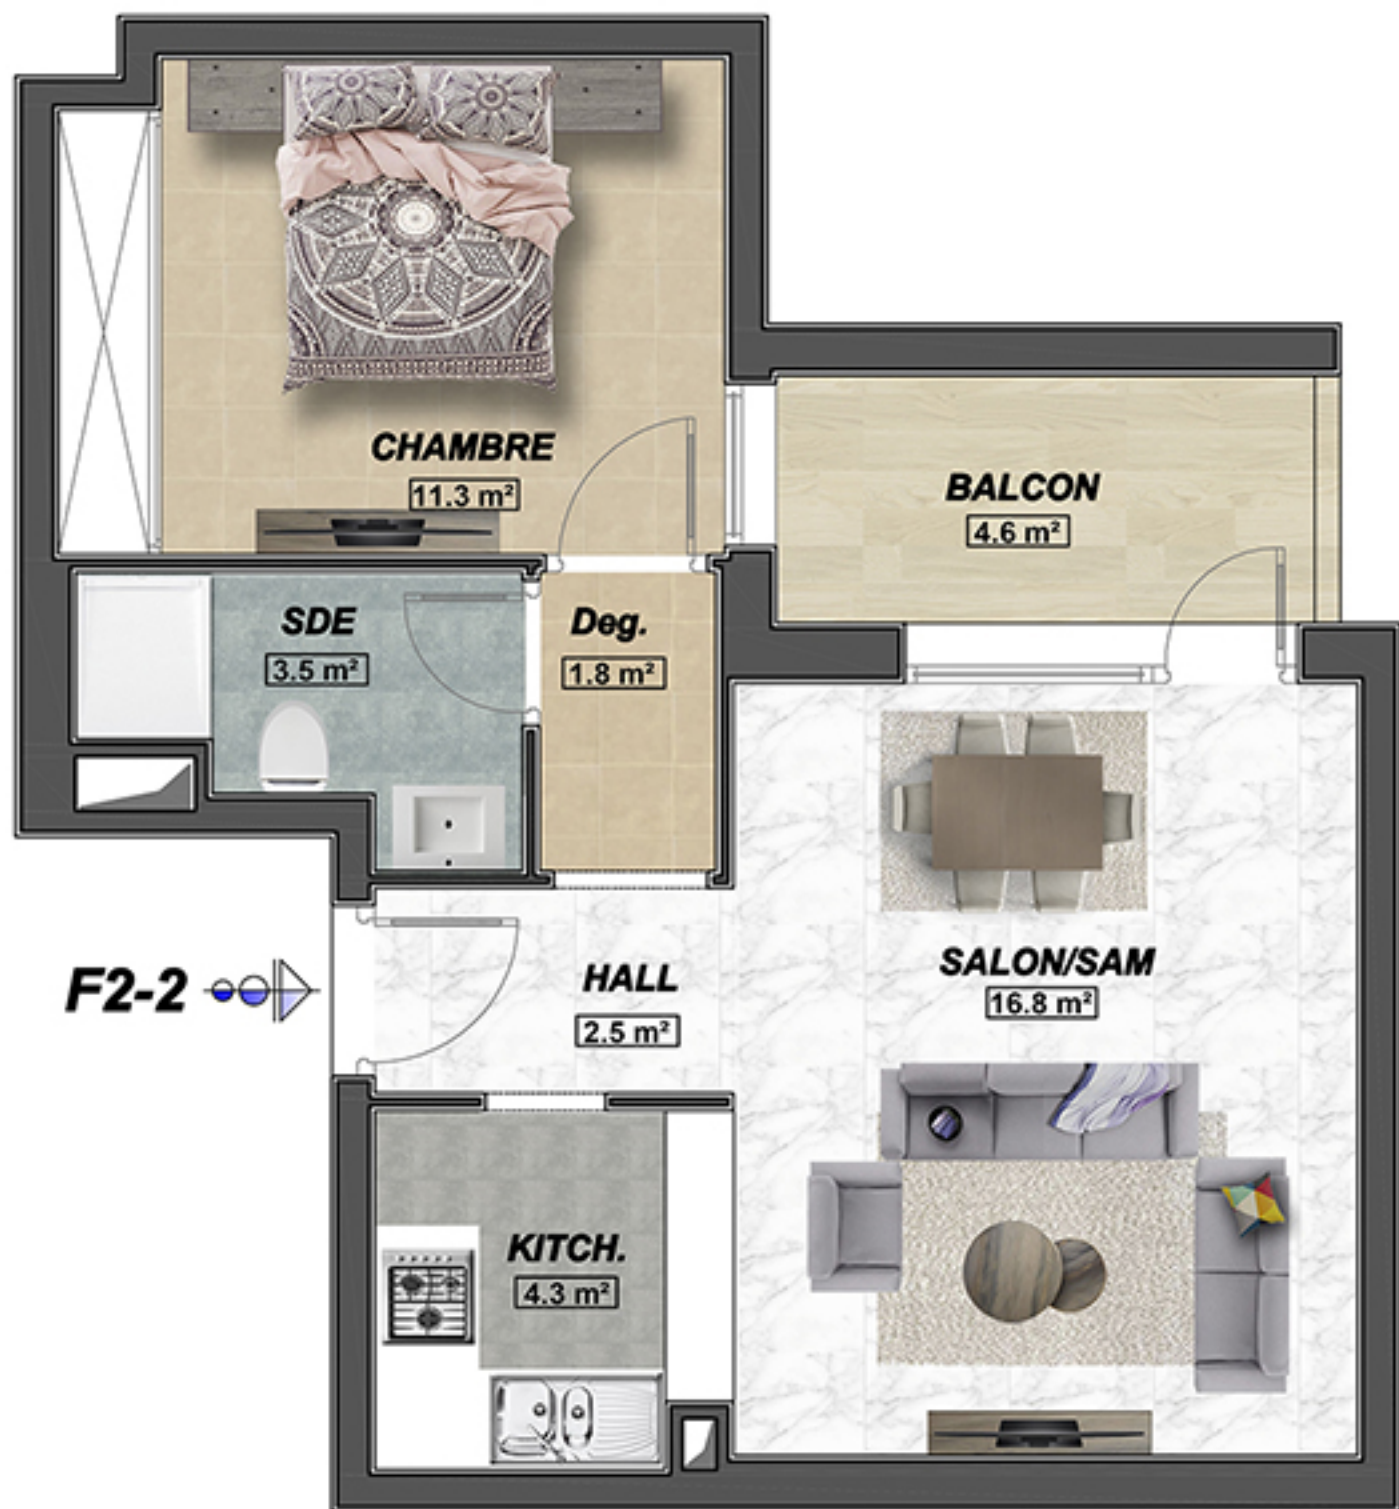 CHAMBRE
11.3 m²
BALCON
4.6 m²
SDE
3.5 m²
Deg.
1.8 m²
F2-2
HALL
2.5 m²
SALON/SAM
16.8 m²
KITCH.
4.3 m²